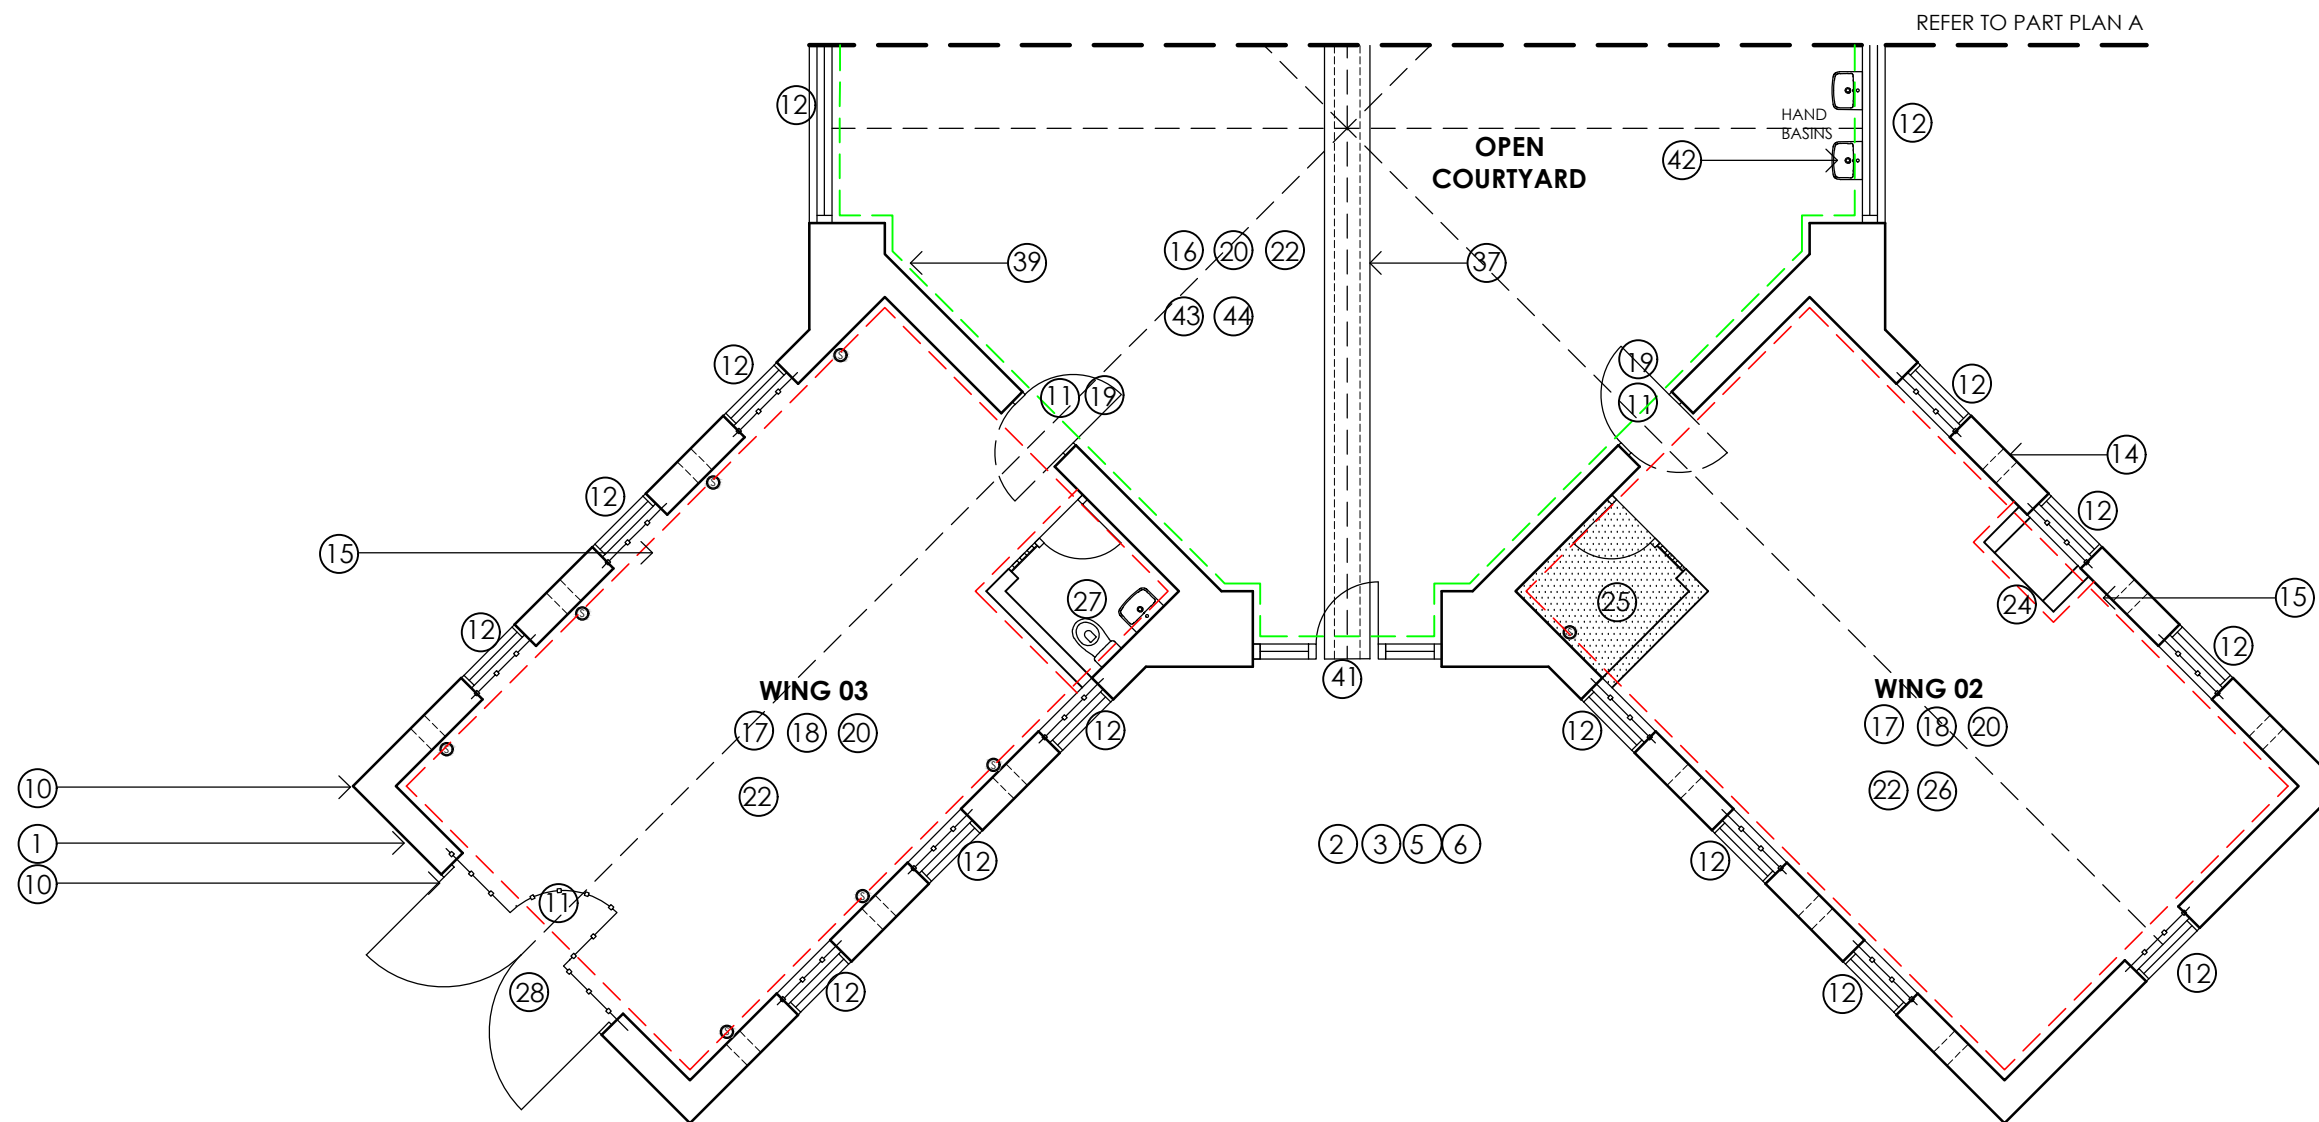 REFER TO PART PLAN A
12
HAND
BASINS
12
OPEN
COURTYARD
42
16 20 22
39
37
43 44
12
19
12
11 19
11
14
12
12
15
27
25
24
15
12
12
41
WING 03
WING 02
17 18 20
12
12
17 18 20
22
22 26
10
1
2 3 5 6
12
12
10
11
28
12
12
12
S
S
S
S
S
S
S